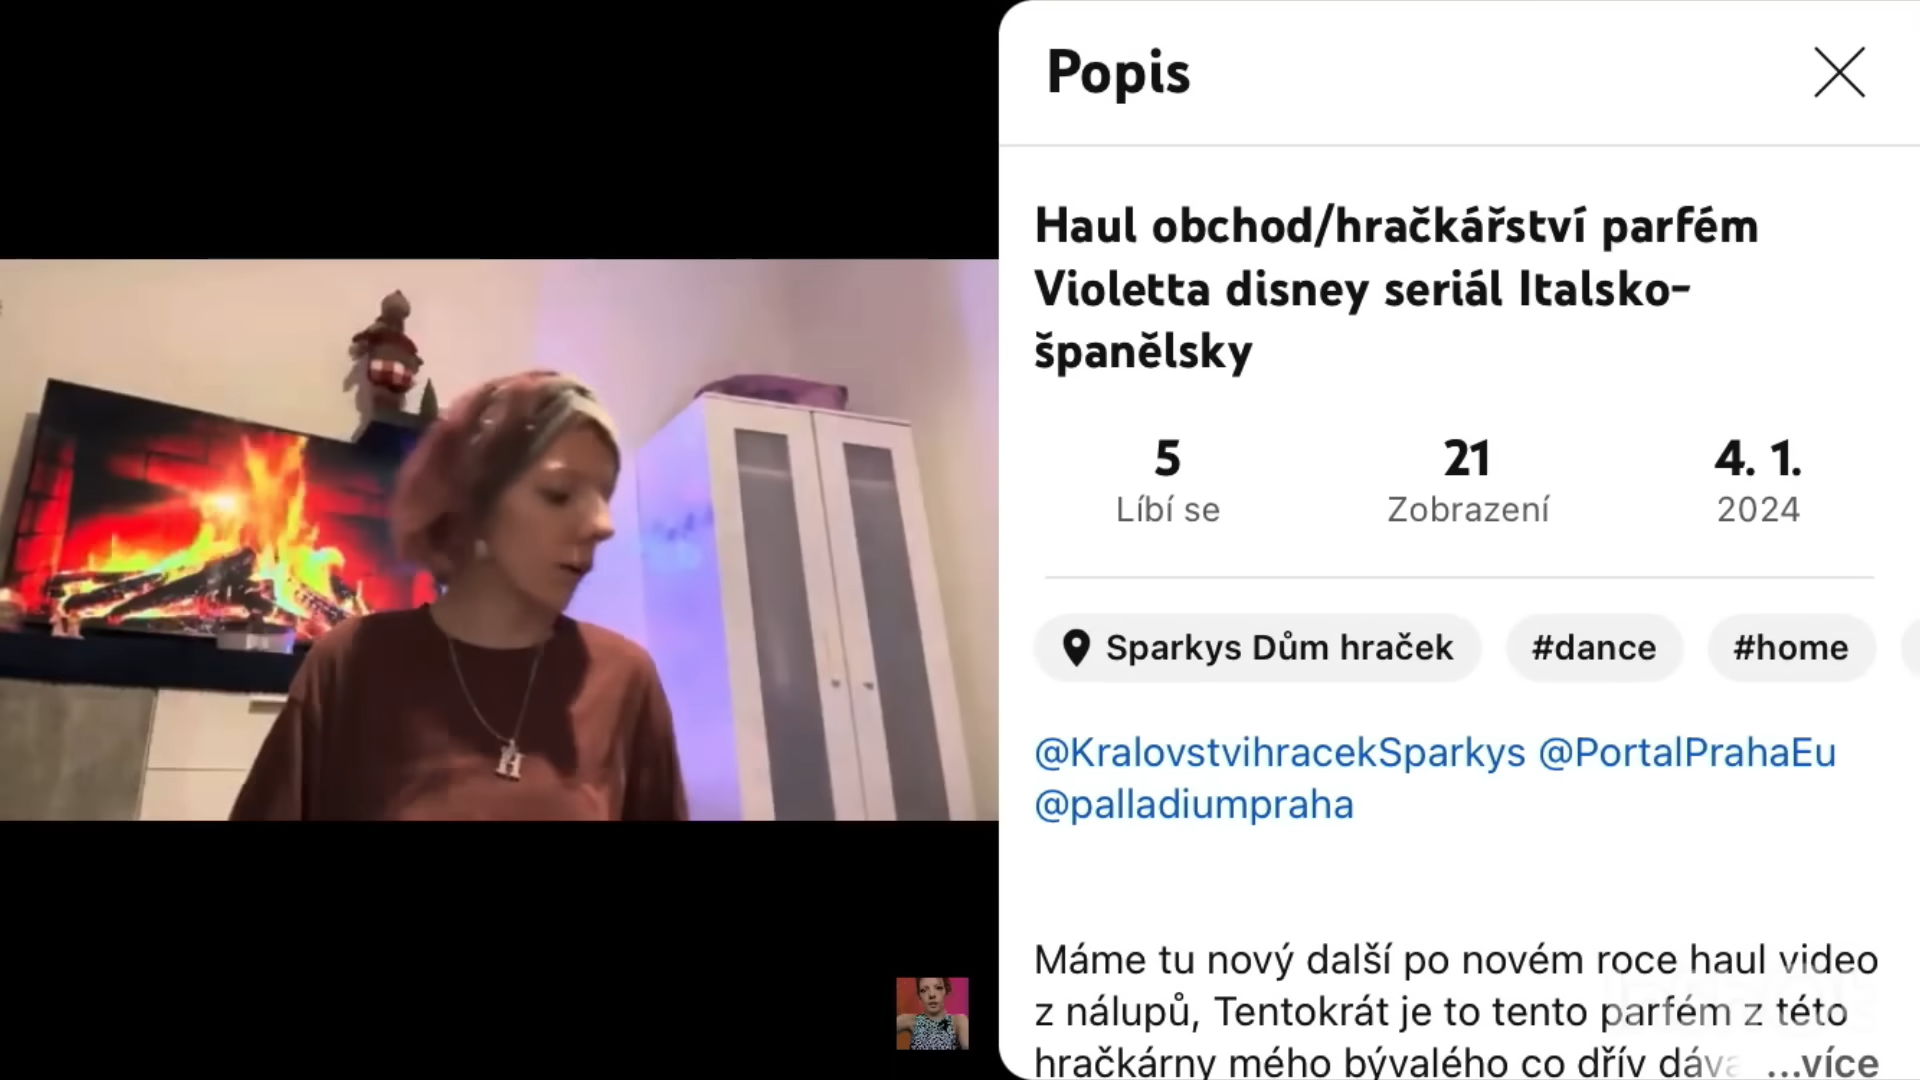 Popis
Haul obchod/hračkářství parfém
Violetta disney seriál Italsko-
španělsky
5
Líbí se
21
Zobrazení
4. 1.
2024
Sparkys Dům hraček
#dance
#home
@KralovstvihracekSparkys @PortalPrahaEu
@palladiumpraha
Máme tu nový další po novém roce haul video
z nálupů, Tentokrát je to tento parfém z této
hračkárny mého bývalého co dřív dáva ...více